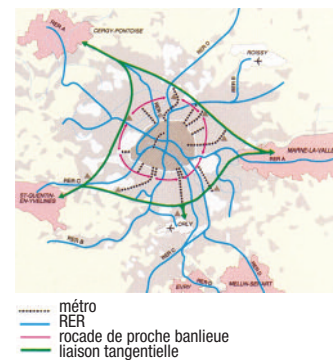 RER A
CERGY-PONTOISE
RER D
ROISSY
RER B
MARNE-LA-VALLÉE
RER A
RER C
ST-QUENTIN-
EN-YVELINES
ORLY
RER B
RER C
EVRY
RER D
MELUN-SENART
métro
RER
rocade de proche banlieue
liaison tangentielle